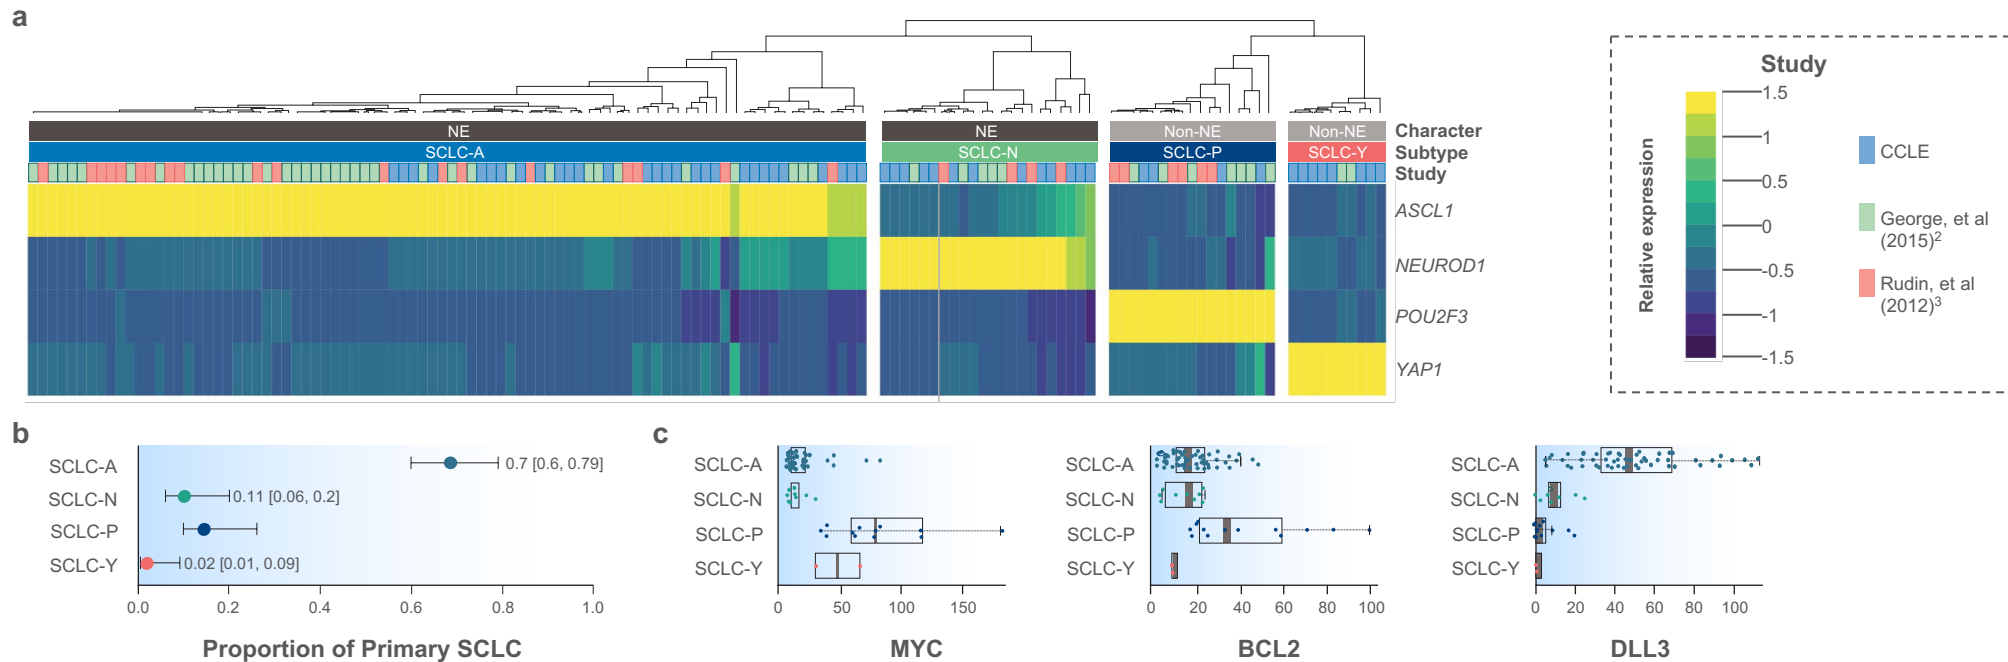 a
NE
NE
Non-NE
Non-NE
Character
SCLC-A
SCLC-N
SCLC-P
SCLC-Y
Subtype
Study
ASCL1
NEUROD1
POU2F3
YAP1
Study
Relative expression
1.5
1
0.5
0
-0.5
-1
-1.5
CCLE
George, et al
(2015)2
Rudin, et al
(2012)3
b
SCLC-A
0.7 [0.6, 0.79]
SCLC-N
0.11 [0.06, 0.2]
SCLC-P
SCLC-Y
0.02 [0.01, 0.09]
0.0 0.2 0.4 0.6 0.8 1.0
Proportion of Primary SCLC
c
SCLC-A
SCLC-N
SCLC-P
SCLC-Y
0 50 100 150
MYC
SCLC-A
SCLC-N
SCLC-P
SCLC-Y
0 20 40 60 80 100
BCL2
SCLC-A
SCLC-N
SCLC-P
SCLC-Y
0 20 40 60 80 100
DLL3